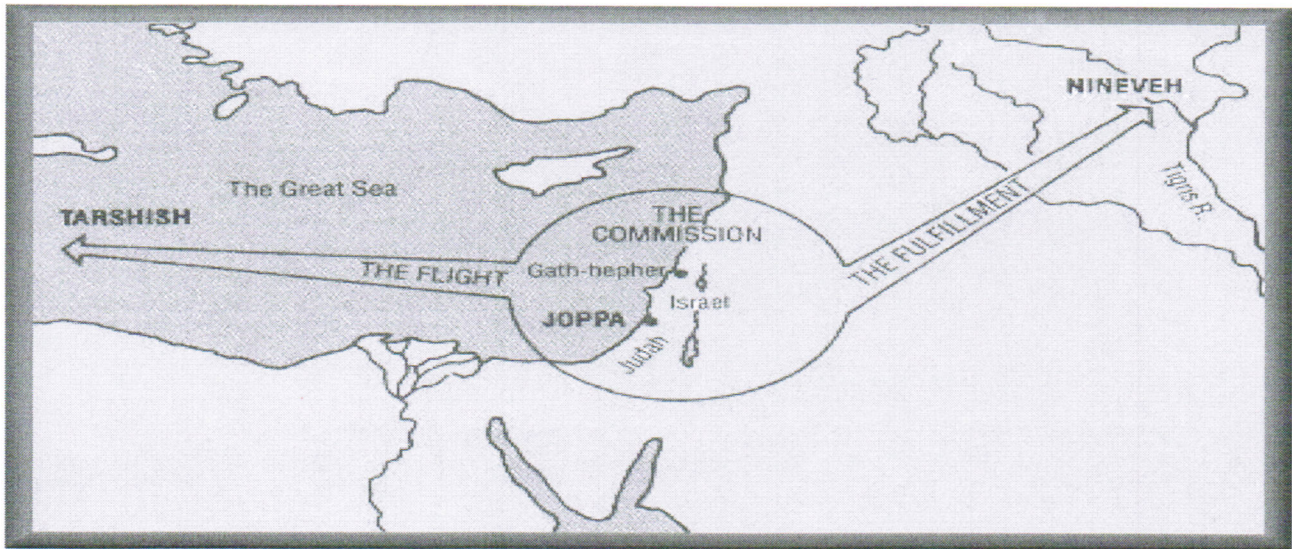 NINEVEH
The Great Sea
Tigris R.
TARSHISH
THE
COMMISSION
THE FULFILLMENT
THE FLIGHT
Gath-hepher
Israel
JOPPA
Judah